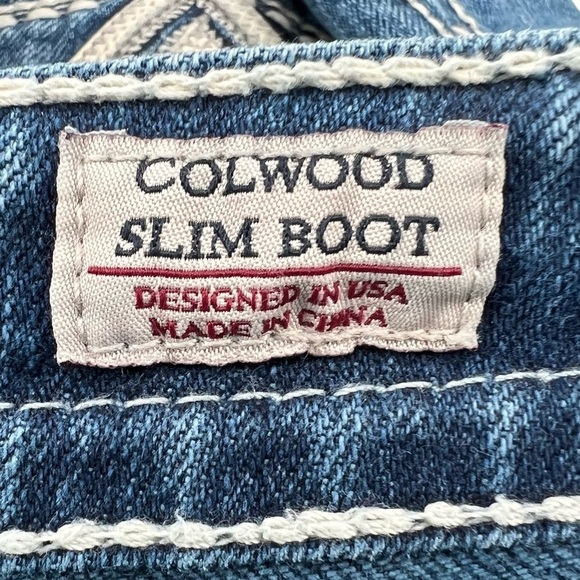 COLWOOD
SLIM BOOT
DESIGNED IN USA
MADE IN CHINA